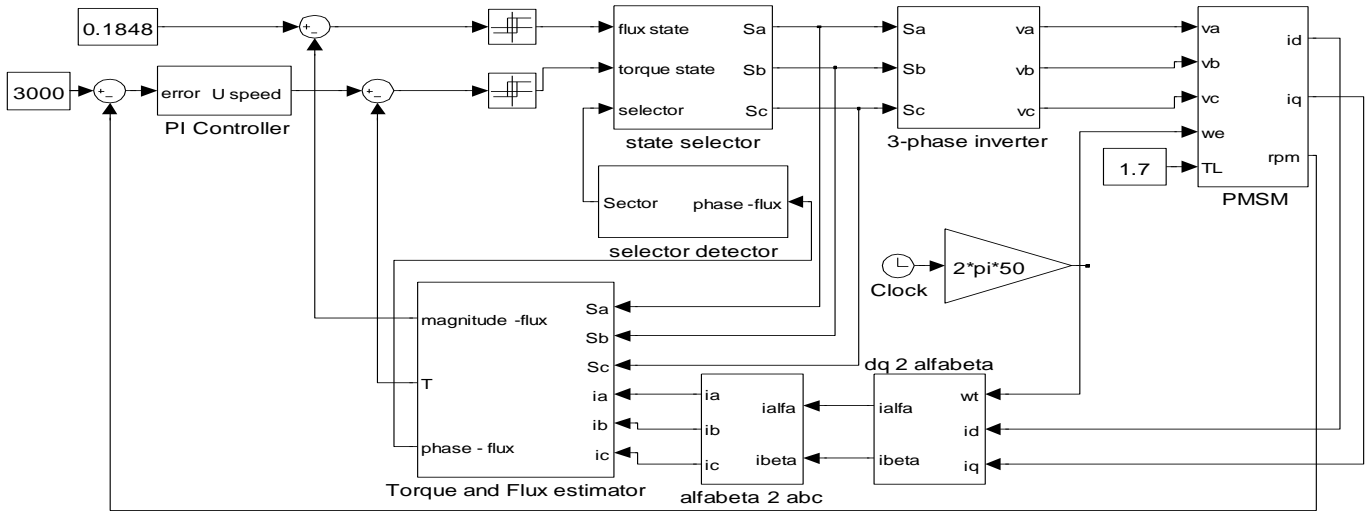 0.1848
3000
error
U speed
PI Controller
flux state
torque state
selector
Sa
Sb
Sc
state selector
Sa
Sb
Sc
va
vb
vc
3-phase inverter
va
vb
vc
we
TL
id
iq
rpm
PMSM
1.7
Sector
phase -flux
selector detector
Clock
2*pi*50
magnitude -flux
T
phase - flux
Sa
Sb
Sc
ia
ib
ic
Torque and Flux estimator
ia
ib
ic
ialfa
ibeta
alfabeta 2 abc
dq 2 alfabeta
ialfa
ibeta
wt
id
iq